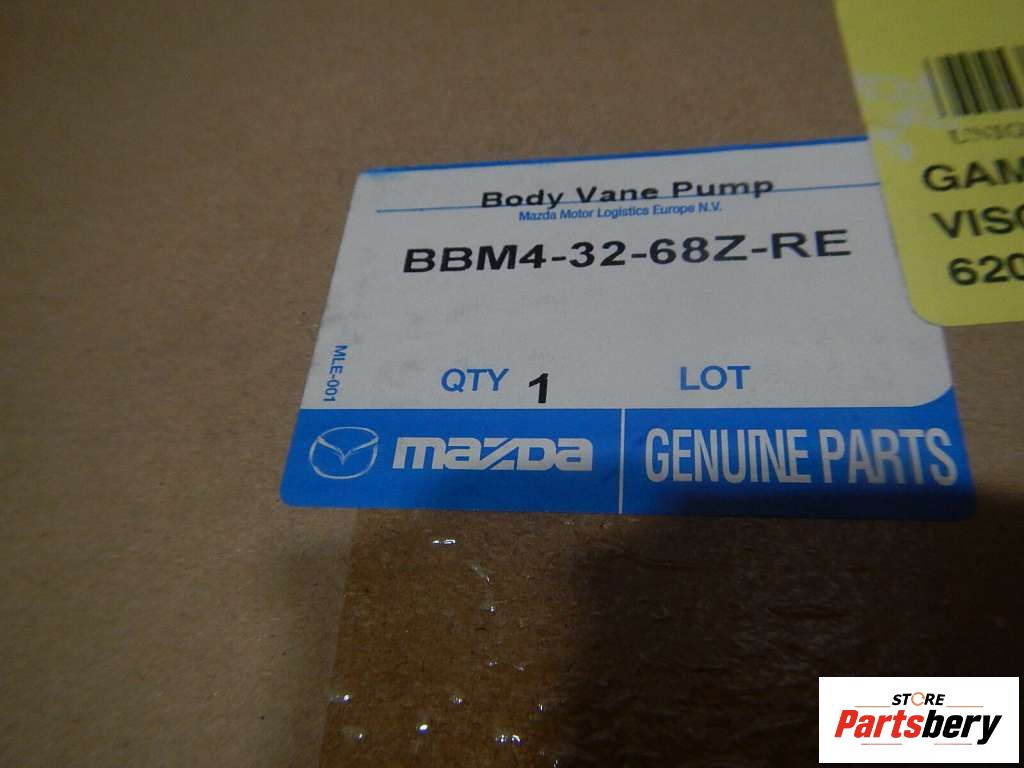 Body Vane Pump
Mazda Motor Logistics Europe N.V.
BBM4-32-68Z-RE
MLE-001
QTY 1 LOT
mazda
GENUINE PARTS
GAM
VISO
620
STORE
Partsbery